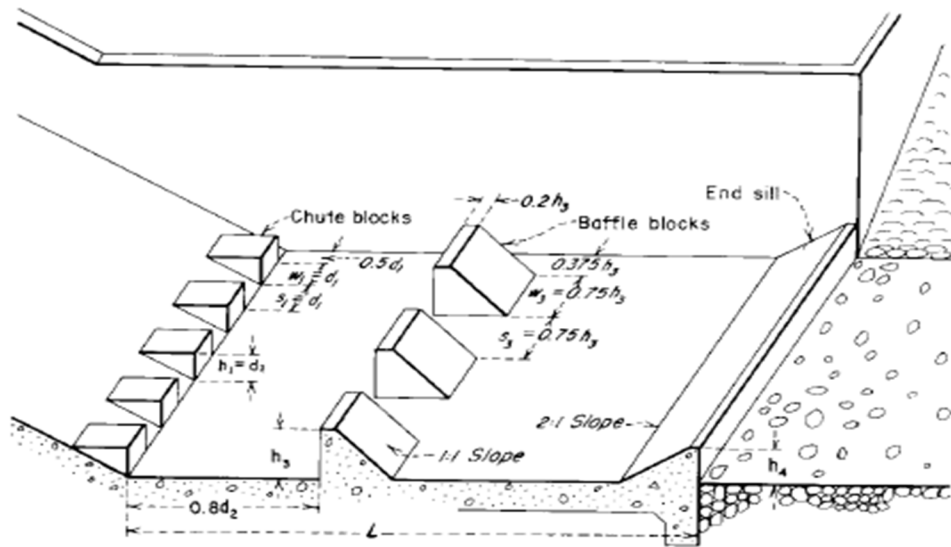 Chute blocks
0.2h₃
Baffle blocks
End sill
0.5d₁
w₁=d₁
s₁=d₁
0.375h₃
w₃=0.75h₃
s₃=0.75h₃
h₁=d₂
h₃
1:1 Slope
2:1 Slope
h₄
0.8d₂
L